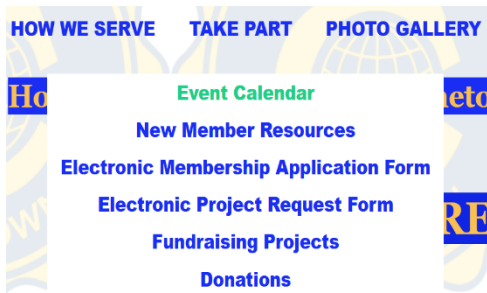 HOW WE SERVE TAKE PART PHOTO GALLERY
Event Calendar
New Member Resources
Electronic Membership Application Form
Electronic Project Request Form
Fundraising Projects
Donations